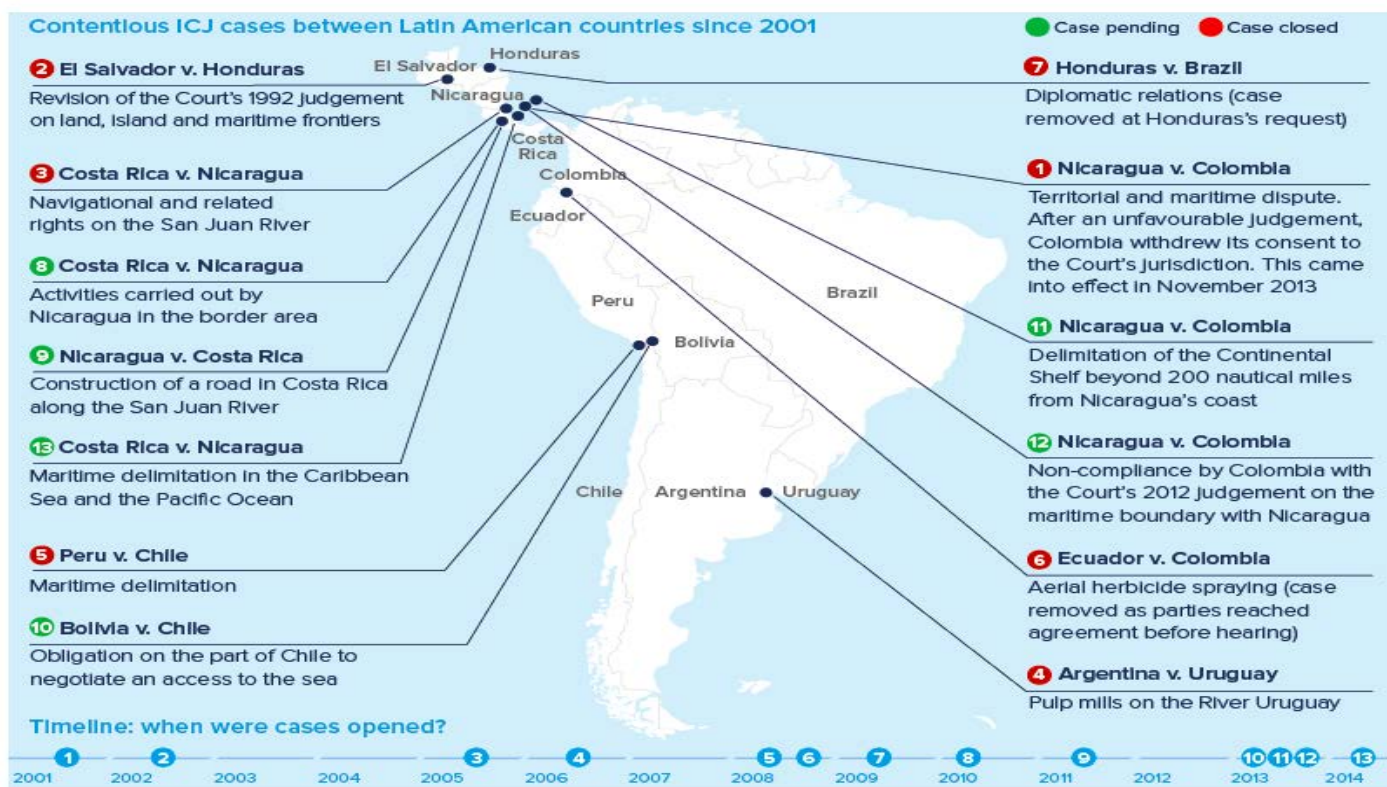 Contentious ICJ cases between Latin American countries since 2001
Case pending
Case closed
2 El Salvador v. Honduras
Revision of the Court's 1992 judgement
on land, island and maritime frontiers
3 Costa Rica v. Nicaragua
Navigational and related
rights on the San Juan River
8 Costa Rica v. Nicaragua
Activities carried out by
Nicaragua in the border area
9 Nicaragua v. Costa Rica
Construction of a road in Costa Rica
along the San Juan River
13 Costa Rica v. Nicaragua
Maritime delimitation in the Caribbean
Sea and the Pacific Ocean
5 Peru v. Chile
Maritime delimitation
10 Bolivia v. Chile
Obligation on the part of Chile to
negotiate an access to the sea
Honduras
El Salvador
Nicaragua
Costa
Rica
Colombia
Ecuador
Peru
Brazil
Bolivia
Chile
Argentina
Uruguay
7 Honduras v. Brazil
Diplomatic relations (case
removed at Honduras's request)
1 Nicaragua v. Colombia
Territorial and maritime dispute.
After an unfavourable judgement,
Colombia withdrew its consent to
the Court's jurisdiction. This came
into effect in November 2013
11 Nicaragua v. Colombia
Delimitation of the Continental
Shelf beyond 200 nautical miles
from Nicaragua's coast
12 Nicaragua v. Colombia
Non-compliance by Colombia with
the Court's 2012 judgement on the
maritime boundary with Nicaragua
6 Ecuador v. Colombia
Aerial herbicide spraying (case
removed as parties reached
agreement before hearing)
4 Argentina v. Uruguay
Pulp mills on the River Uruguay
Timeline: when were cases opened?
1 2 3 4 5 6 7 8 9 10 11 12 13
2001 2002 2003 2004 2005 2006 2007 2008 2009 2010 2011 2012 2013 2014